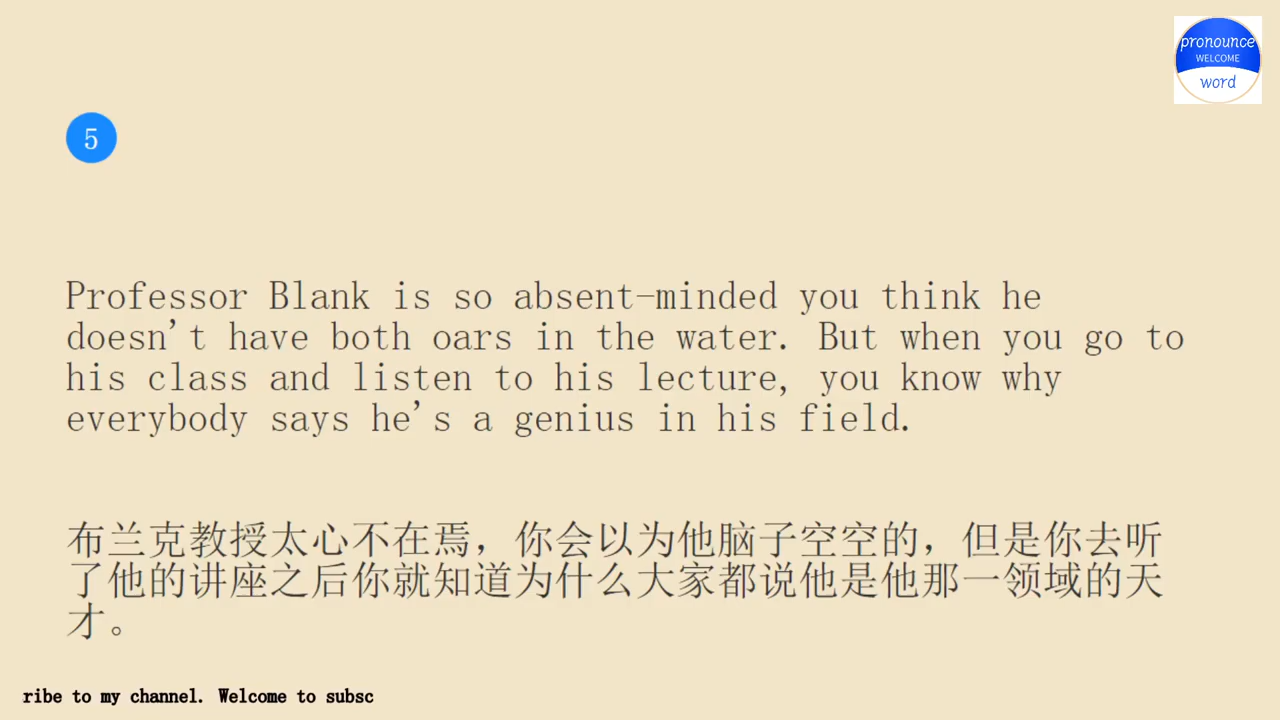 pronounce
WELCOME
word
5
Professor Blank is so absent-minded you think he
doesn't have both oars in the water. But when you go to
his class and listen to his lecture, you know why
everybody says he's a genius in his field.
布兰克教授太心不在焉，你会以为他脑子空空的，但是你去听
了他的讲座之后你就知道为什么大家都说他是他那一领域的天
才。
ribe to my channel. Welcome to subsc